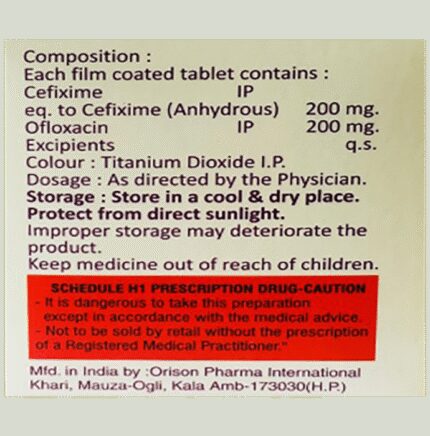 Composition :
Each film coated tablet contains :
Cefixime IP
eq. to Cefixime (Anhydrous) 200 mg.
Ofloxacin IP 200 mg.
Excipients q.s.
Colour : Titanium Dioxide I.P.
Dosage : As directed by the Physician.
Storage : Store in a cool & dry place.
Protect from direct sunlight.
Improper storage may deteriorate the
product.
Keep medicine out of reach of children.
SCHEDULE H1 PRESCRIPTION DRUG-CAUTION
- It is dangerous to take this preparation
except in accordance with the medical advice.
- Not to be sold by retail without the prescription
of a Registered Medical Practitioner."
Mfd. in India by :Orison Pharma International
Khari, Mauza-Ogli, Kala Amb-173030(H.P.)